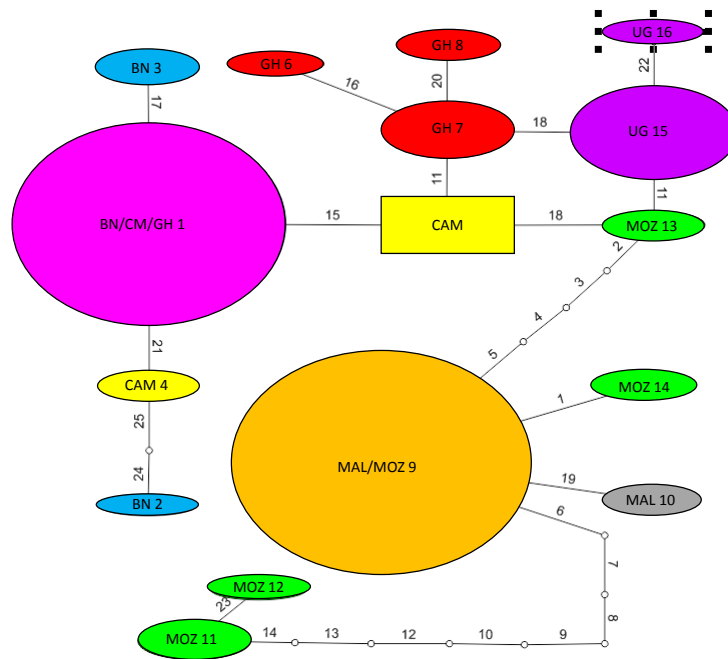 UG 16
GH 8
GH 6
BN 3
22
20
16
17
GH 7
18
UG 15
11
11
BN/CM/GH 1
15
CAM
18
MOZ 13
2
3
4
5
21
CAM 4
MOZ 14
1
25
MAL/MOZ 9
24
19
MAL 10
BN 2
6
7
MOZ 12
23
8
MOZ 11
14
13
12
10
9